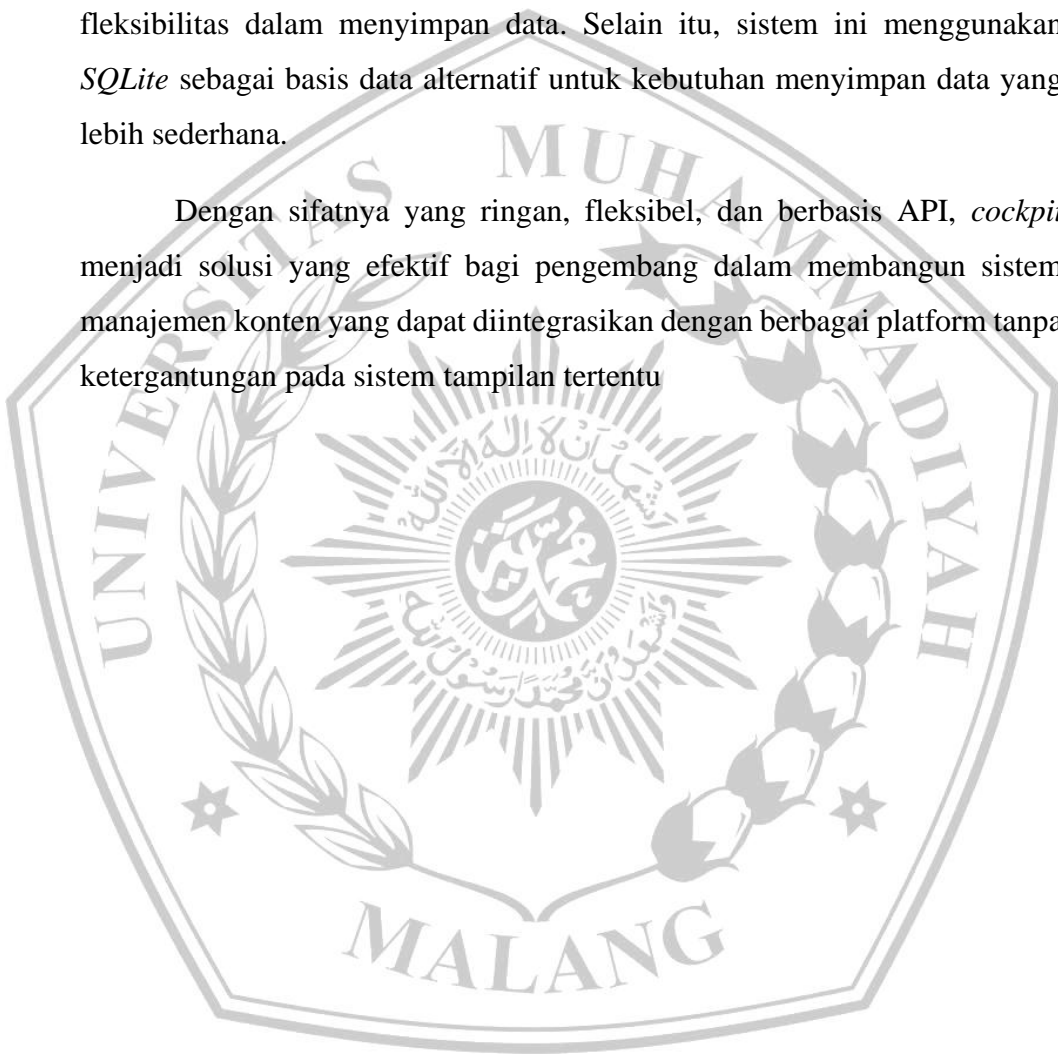 fleksibilitas dalam menyimpan data. Selain itu, sistem ini menggunakan
SQLite sebagai basis data alternatif untuk kebutuhan menyimpan data yang
lebih sederhana.
Dengan sifatnya yang ringan, fleksibel, dan berbasis API, cockpit
menjadi solusi yang efektif bagi pengembang dalam membangun sistem
manajemen konten yang dapat diintegrasikan dengan berbagai platform tanpa
ketergantungan pada sistem tampilan tertentu
UNIVERSITAS MUHAMMADIYAH
MALANG